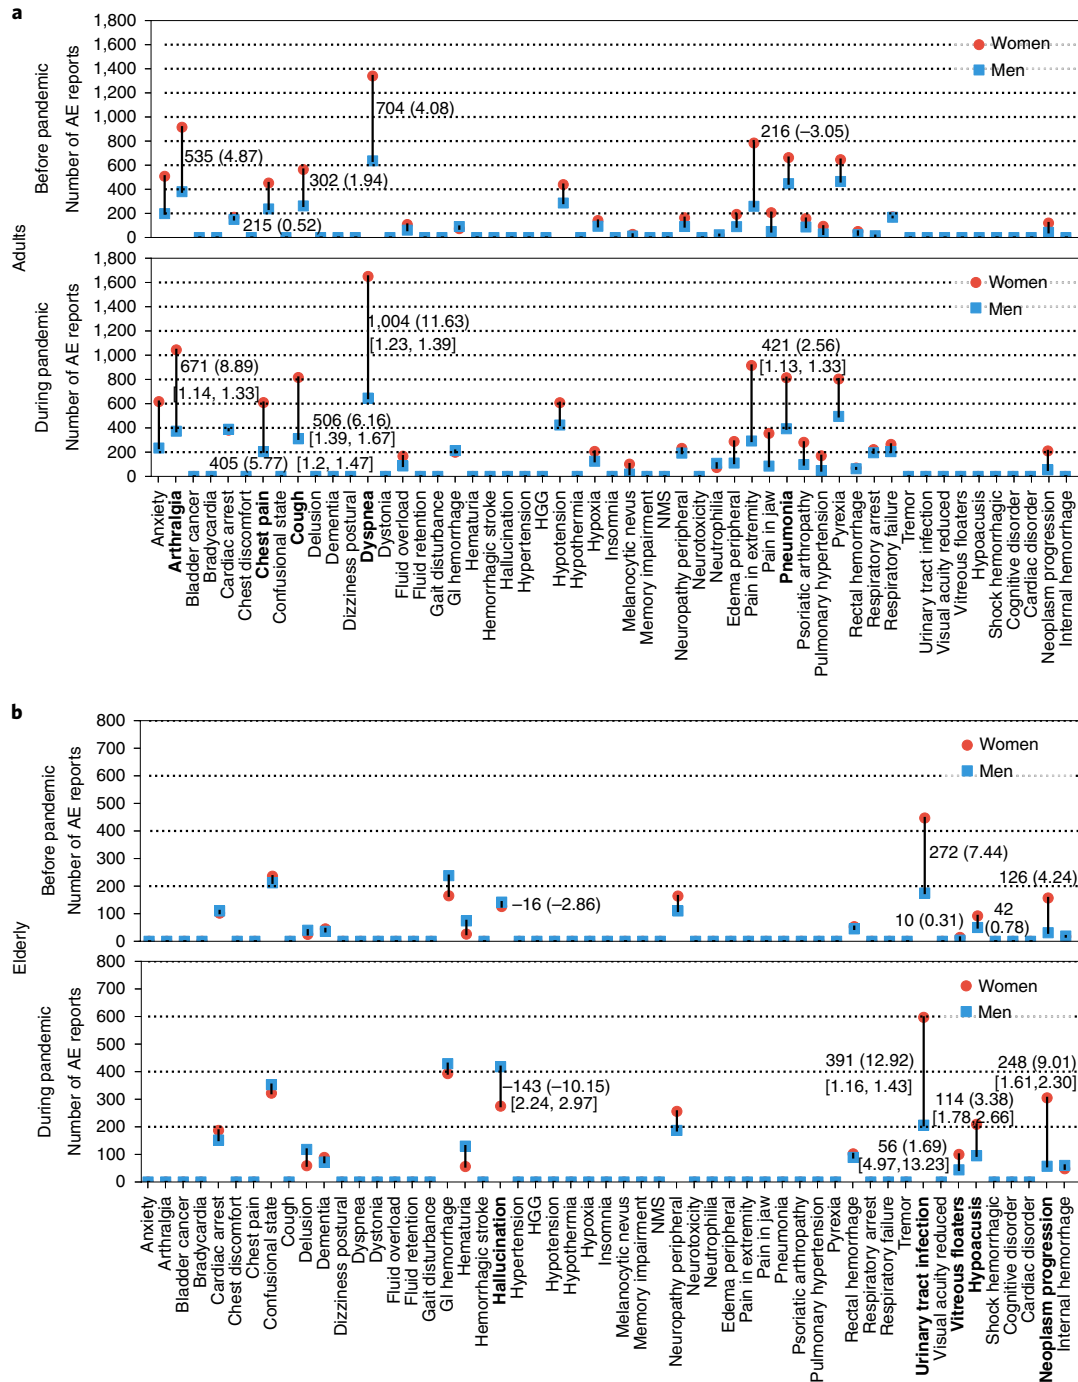 a
Adults
Before pandemic
Number of AE reports
1,800
1,600
1,400
1,200
1,000
800
600
400
200
0
Women
Men
535 (4.87)
215 (0.52)
302 (1.94)
704 (4.08)
216 (–3.05)
During pandemic
Number of AE reports
1,800
1,600
1,400
1,200
1,000
800
600
400
200
0
Women
Men
671 (8.89)
[1.14, 1.33]
405 (5.77)
[1.2, 1.47]
506 (6.16)
[1.39, 1.67]
1,004 (11.63)
[1.23, 1.39]
421 (2.56)
[1.13, 1.33]
Anxiety
Arthralgia
Bladder cancer
Bradycardia
Cardiac arrest
Chest discomfort
Chest pain
Confusional state
Cough
Delusion
Dementia
Dizziness postural
Dyspnea
Dystonia
Fluid overload
Fluid retention
Gait disturbance
GI hemorrhage
Hematuria
Hemorrhagic stroke
Hallucination
Hypertension
HGG
Hypotension
Hypothermia
Hypoxia
Insomnia
Melanocytic nevus
Memory impairment
NMS
Neuropathy peripheral
Neurotoxicity
Neutrophilia
Edema peripheral
Pain in extremity
Pain in jaw
Pneumonia
Psoriatic arthropathy
Pulmonary hypertension
Pyrexia
Rectal hemorrhage
Respiratory arrest
Respiratory failure
Tremor
Urinary tract infection
Visual acuity reduced
Vitreous floaters
Hypoacusis
Shock hemorrhagic
Cognitive disorder
Cardiac disorder
Neoplasm progression
Internal hemorrhage
b
Elderly
Before pandemic
Number of AE reports
800
700
600
500
400
300
200
100
0
Women
Men
–16 (–2.86)
272 (7.44)
10 (0.31)
42
(0.78)
126 (4.24)
During pandemic
Number of AE reports
800
700
600
500
400
300
200
100
0
Women
Men
–143 (–10.15)
[2.24, 2.97]
391 (12.92)
[1.16, 1.43]
56 (1.69)
[4.97,13.23]
114 (3.38)
[1.78,2.66]
248 (9.01)
[1.61,2.30]
Anxiety
Arthralgia
Bladder cancer
Bradycardia
Cardiac arrest
Chest discomfort
Chest pain
Confusional state
Cough
Delusion
Dementia
Dizziness postural
Dyspnea
Dystonia
Fluid overload
Fluid retention
Gait disturbance
GI hemorrhage
Hematuria
Hemorrhagic stroke
Hallucination
Hypertension
HGG
Hypotension
Hypothermia
Hypoxia
Insomnia
Melanocytic nevus
Memory impairment
NMS
Neuropathy peripheral
Neurotoxicity
Neutrophilia
Edema peripheral
Pain in extremity
Pain in jaw
Pneumonia
Psoriatic arthropathy
Pulmonary hypertension
Pyrexia
Rectal hemorrhage
Respiratory arrest
Respiratory failure
Tremor
Urinary tract infection
Visual acuity reduced
Vitreous floaters
Hypoacusis
Shock hemorrhagic
Cognitive disorder
Cardiac disorder
Neoplasm progression
Internal hemorrhage